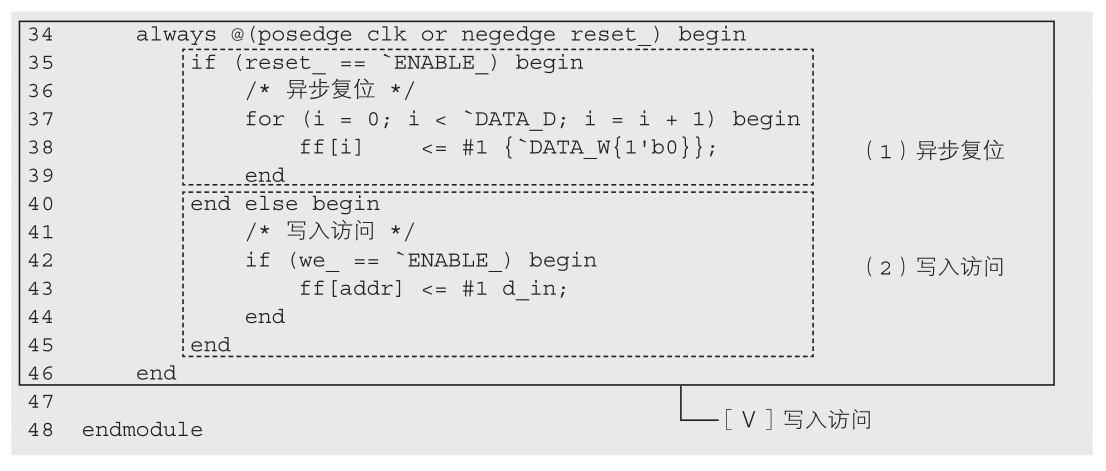 34      always @(posedge clk or negedge reset_) begin
35          if (reset_ == `ENABLE_) begin
36              /* 异步复位 */
37              for (i = 0; i < `DATA_D; i = i + 1) begin
38                  ff[i]    <= #1 {`DATA_W{1'b0}};
（1）异步复位
39              end
40          end else begin
41              /* 写入访问 */
42              if (we_ == `ENABLE_) begin
（2）写入访问
43                  ff[addr] <= #1 d_in;
44              end
45          end
46      end
47
[ V ] 写入访问
48  endmodule